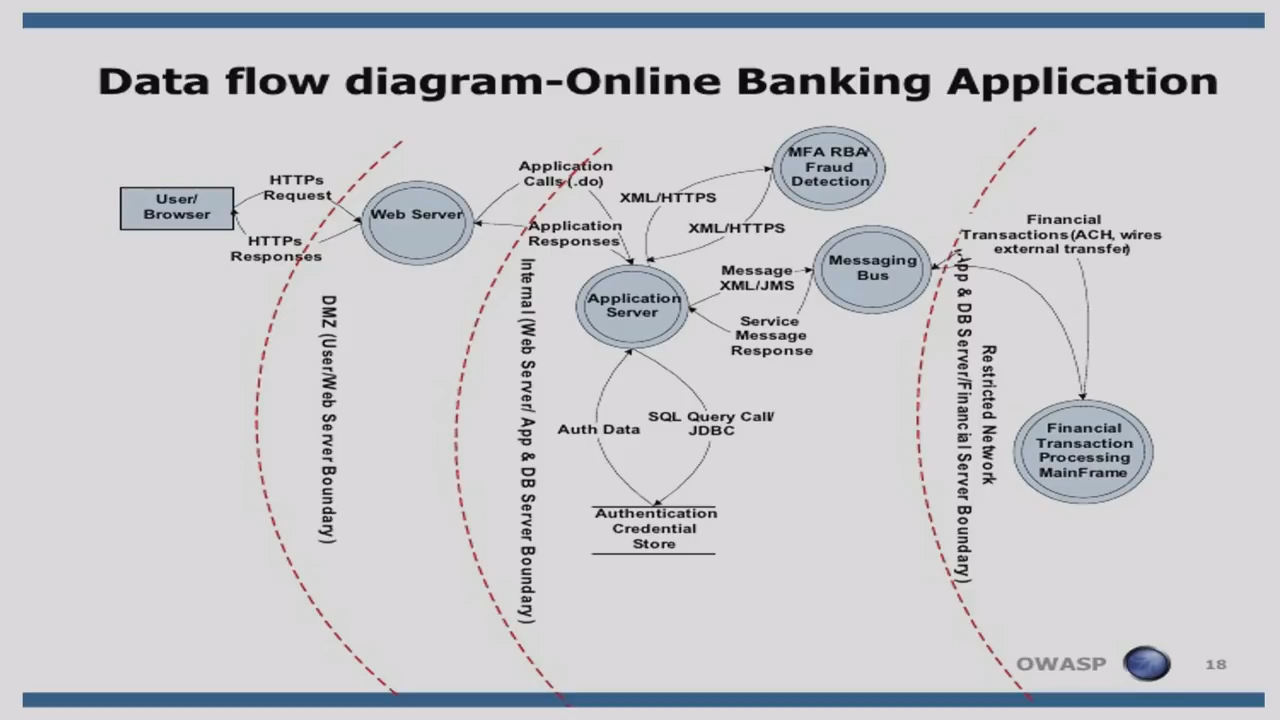 Data flow diagram-Online Banking Application
User/
Browser
HTTPs
Request
HTTPs
Responses
Web Server
Application
Calls (.do)
Application
Responses
XML/HTTPS
XML/HTTPS
MFA RBA/
Fraud
Detection
Application
Server
Message
XML/JMS
Service
Message
Response
Messaging
Bus
Financial
Transactions(ACH, wires
external transfer)
Financial
Transaction
Processing
MainFrame
Auth Data
SQL Query Call/
JDBC
Authentication
Credential
Store
DMZ (User/Web Server Boundary)
Internal (Web Server/ App & DB Server Boundary)
Restricted Network
App & DB Server/Financial Server Boundary)
OWASP
18